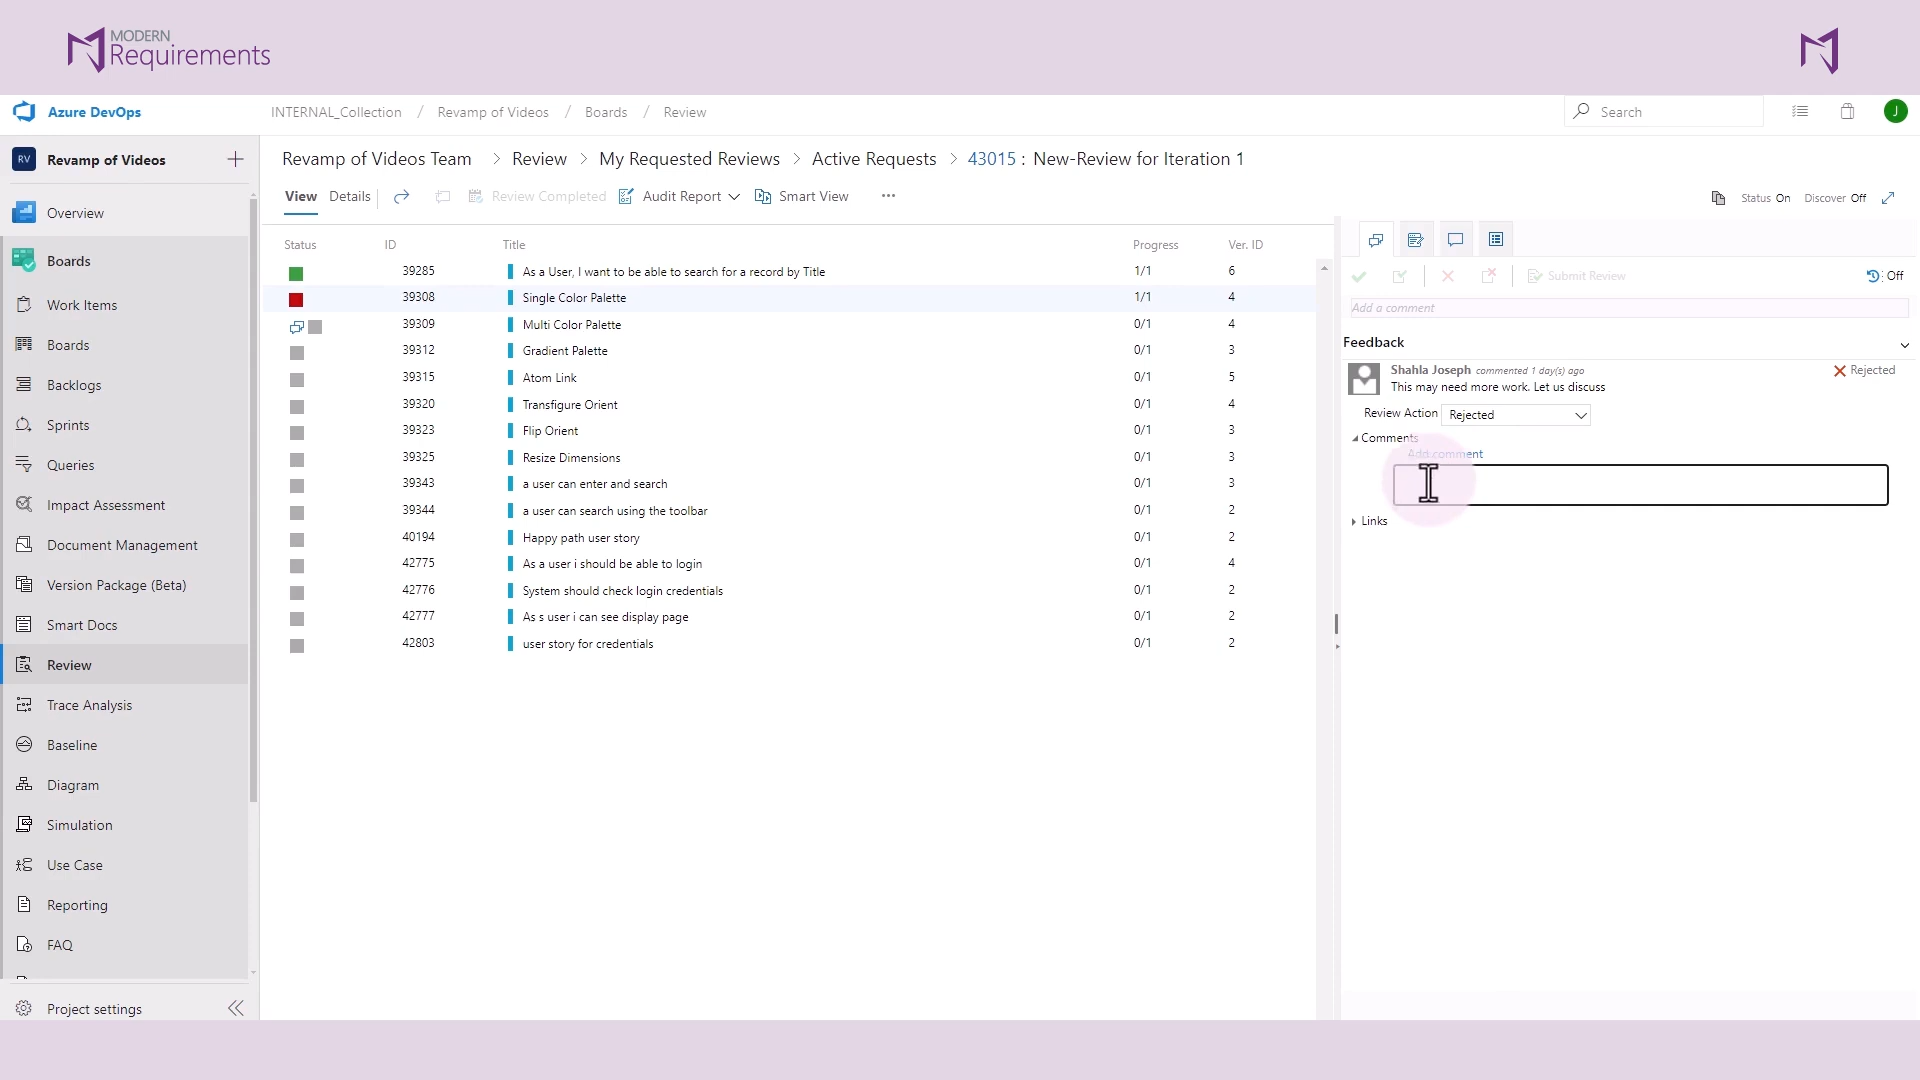 MODERN
Requirements
Azure DevOps
INTERNAL_Collection / Revamp of Videos / Boards / Review
Search
J
RV Revamp of Videos
Overview
Boards
Work Items
Boards
Backlogs
Sprints
Queries
Impact Assessment
Document Management
Version Package (Beta)
Smart Docs
Review
Trace Analysis
Baseline
Diagram
Simulation
Use Case
Reporting
FAQ
Project settings
Revamp of Videos Team > Review > My Requested Reviews > Active Requests > 43015 : New-Review for Iteration 1
View Details Review Completed Audit Report Smart View ...
Status On Discover Off
Status ID Title Progress Ver. ID
39285 As a User, I want to be able to search for a record by Title 1/1 6
39308 Single Color Palette 1/1 4
39309 Multi Color Palette 0/1 4
39312 Gradient Palette 0/1 3
39315 Atom Link 0/1 5
39320 Transfigure Orient 0/1 4
39323 Flip Orient 0/1 3
39325 Resize Dimensions 0/1 3
39343 a user can enter and search 0/1 3
39344 a user can search using the toolbar 0/1 2
40194 Happy path user story 0/1 2
42775 As a user i should be able to login 0/1 4
42776 System should check login credentials 0/1 2
42777 As s user i can see display page 0/1 2
42803 user story for credentials 0/1 2
Submit Review
: Off
Add a comment
Feedback
Shahla Joseph commented 1 day(s) ago
Rejected
This may need more work. Let us discuss
Review Action Rejected
Comments
Add comment
Links